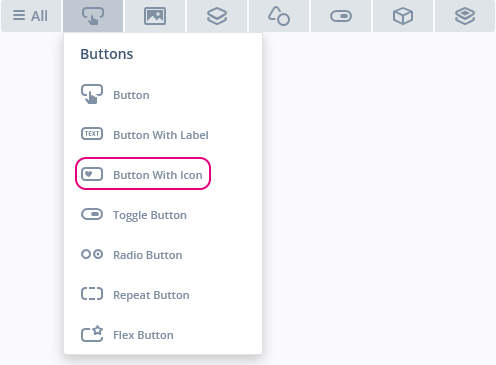 All
Buttons
Button
TEXT Button With Label
Button With Icon
Toggle Button
Radio Button
Repeat Button
Flex Button